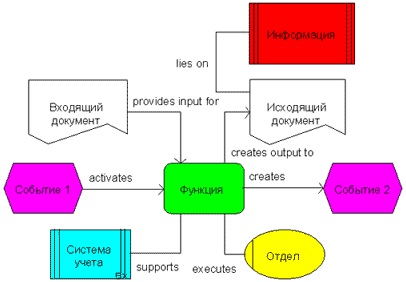 Информация
lies on
Входящий
документ
provides input for
Исходящий
документ
creates output to
Событие 1
activates
Функция
creates
Событие 2
Система
учета
supports
executes
Отдел